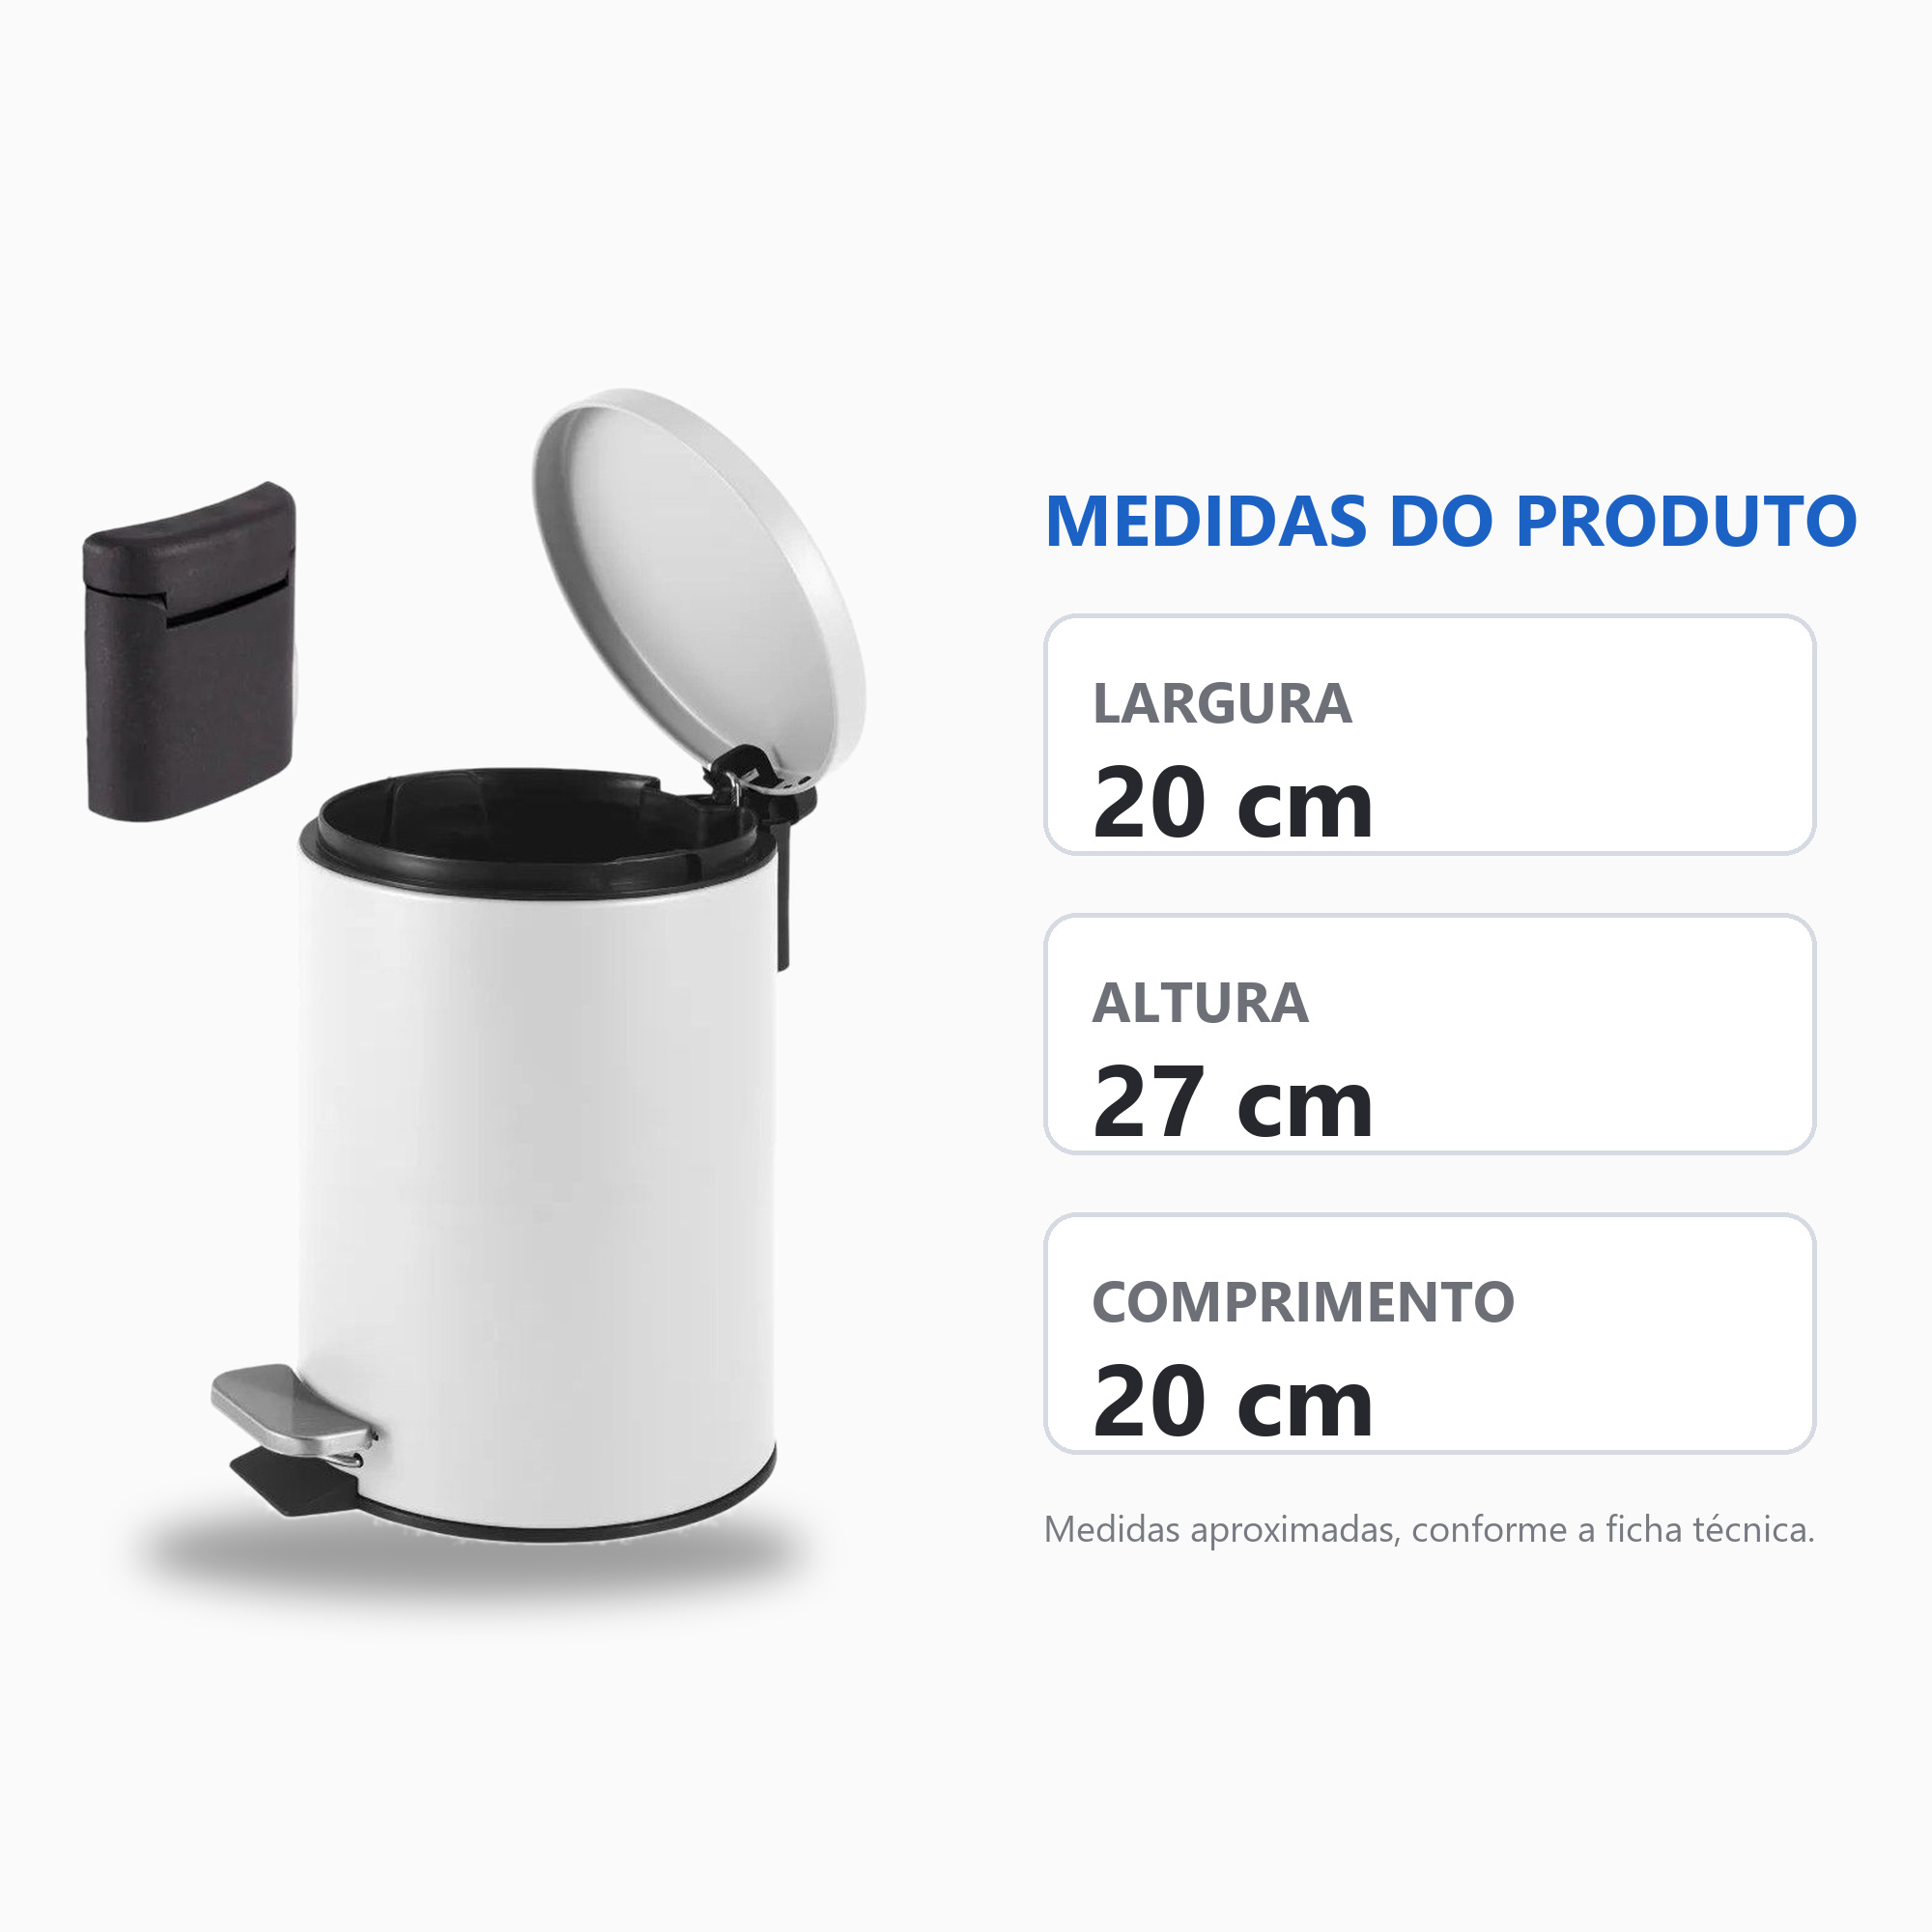 MEDIDAS DO PRODUTO
LARGURA
20 cm
ALTURA
27 cm
COMPRIMENTO
20 cm
Medidas aproximadas, conforme a ficha técnica.